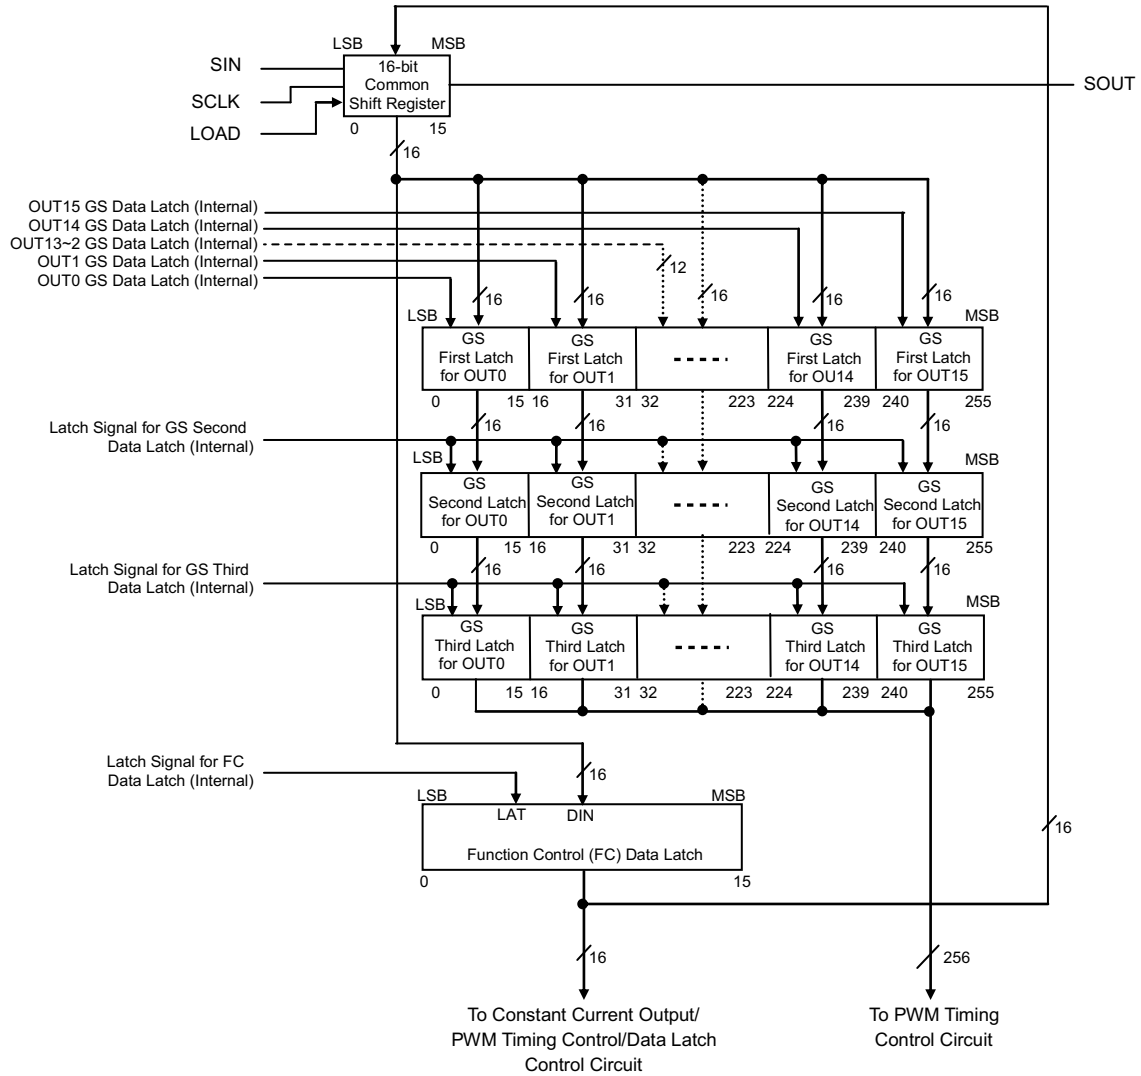 LSB MSB
SIN
16-bit
Common
Shift Register
SOUT
SCLK
LOAD
0 15
16
OUT15 GS Data Latch (Internal)
OUT14 GS Data Latch (Internal)
OUT13~2 GS Data Latch (Internal)
OUT1 GS Data Latch (Internal)
OUT0 GS Data Latch (Internal)
12
16 16 16 16 16
LSB MSB
GS
First Latch
for OUT0
GS
First Latch
for OUT1
GS
First Latch
for OU14
GS
First Latch
for OUT15
0 15 16 31 32 223 224 239 240 255
16 16 16 16
Latch Signal for GS Second
Data Latch (Internal)
LSB MSB
GS
Second Latch
for OUT0
GS
Second Latch
for OUT1
GS
Second Latch
for OUT14
GS
Second Latch
for OUT15
0 15 16 31 32 223 224 239 240 255
16 16 16 16
Latch Signal for GS Third
Data Latch (Internal)
LSB MSB
GS
Third Latch
for OUT0
GS
Third Latch
for OUT1
GS
Third Latch
for OUT14
GS
Third Latch
for OUT15
0 15 16 31 32 223 224 239 240 255
Latch Signal for FC
Data Latch (Internal)
16
LSB MSB
LAT DIN
Function Control (FC) Data Latch
0 15
16
16
256
To Constant Current Output/
PWM Timing Control/Data Latch
Control Circuit
To PWM Timing
Control Circuit